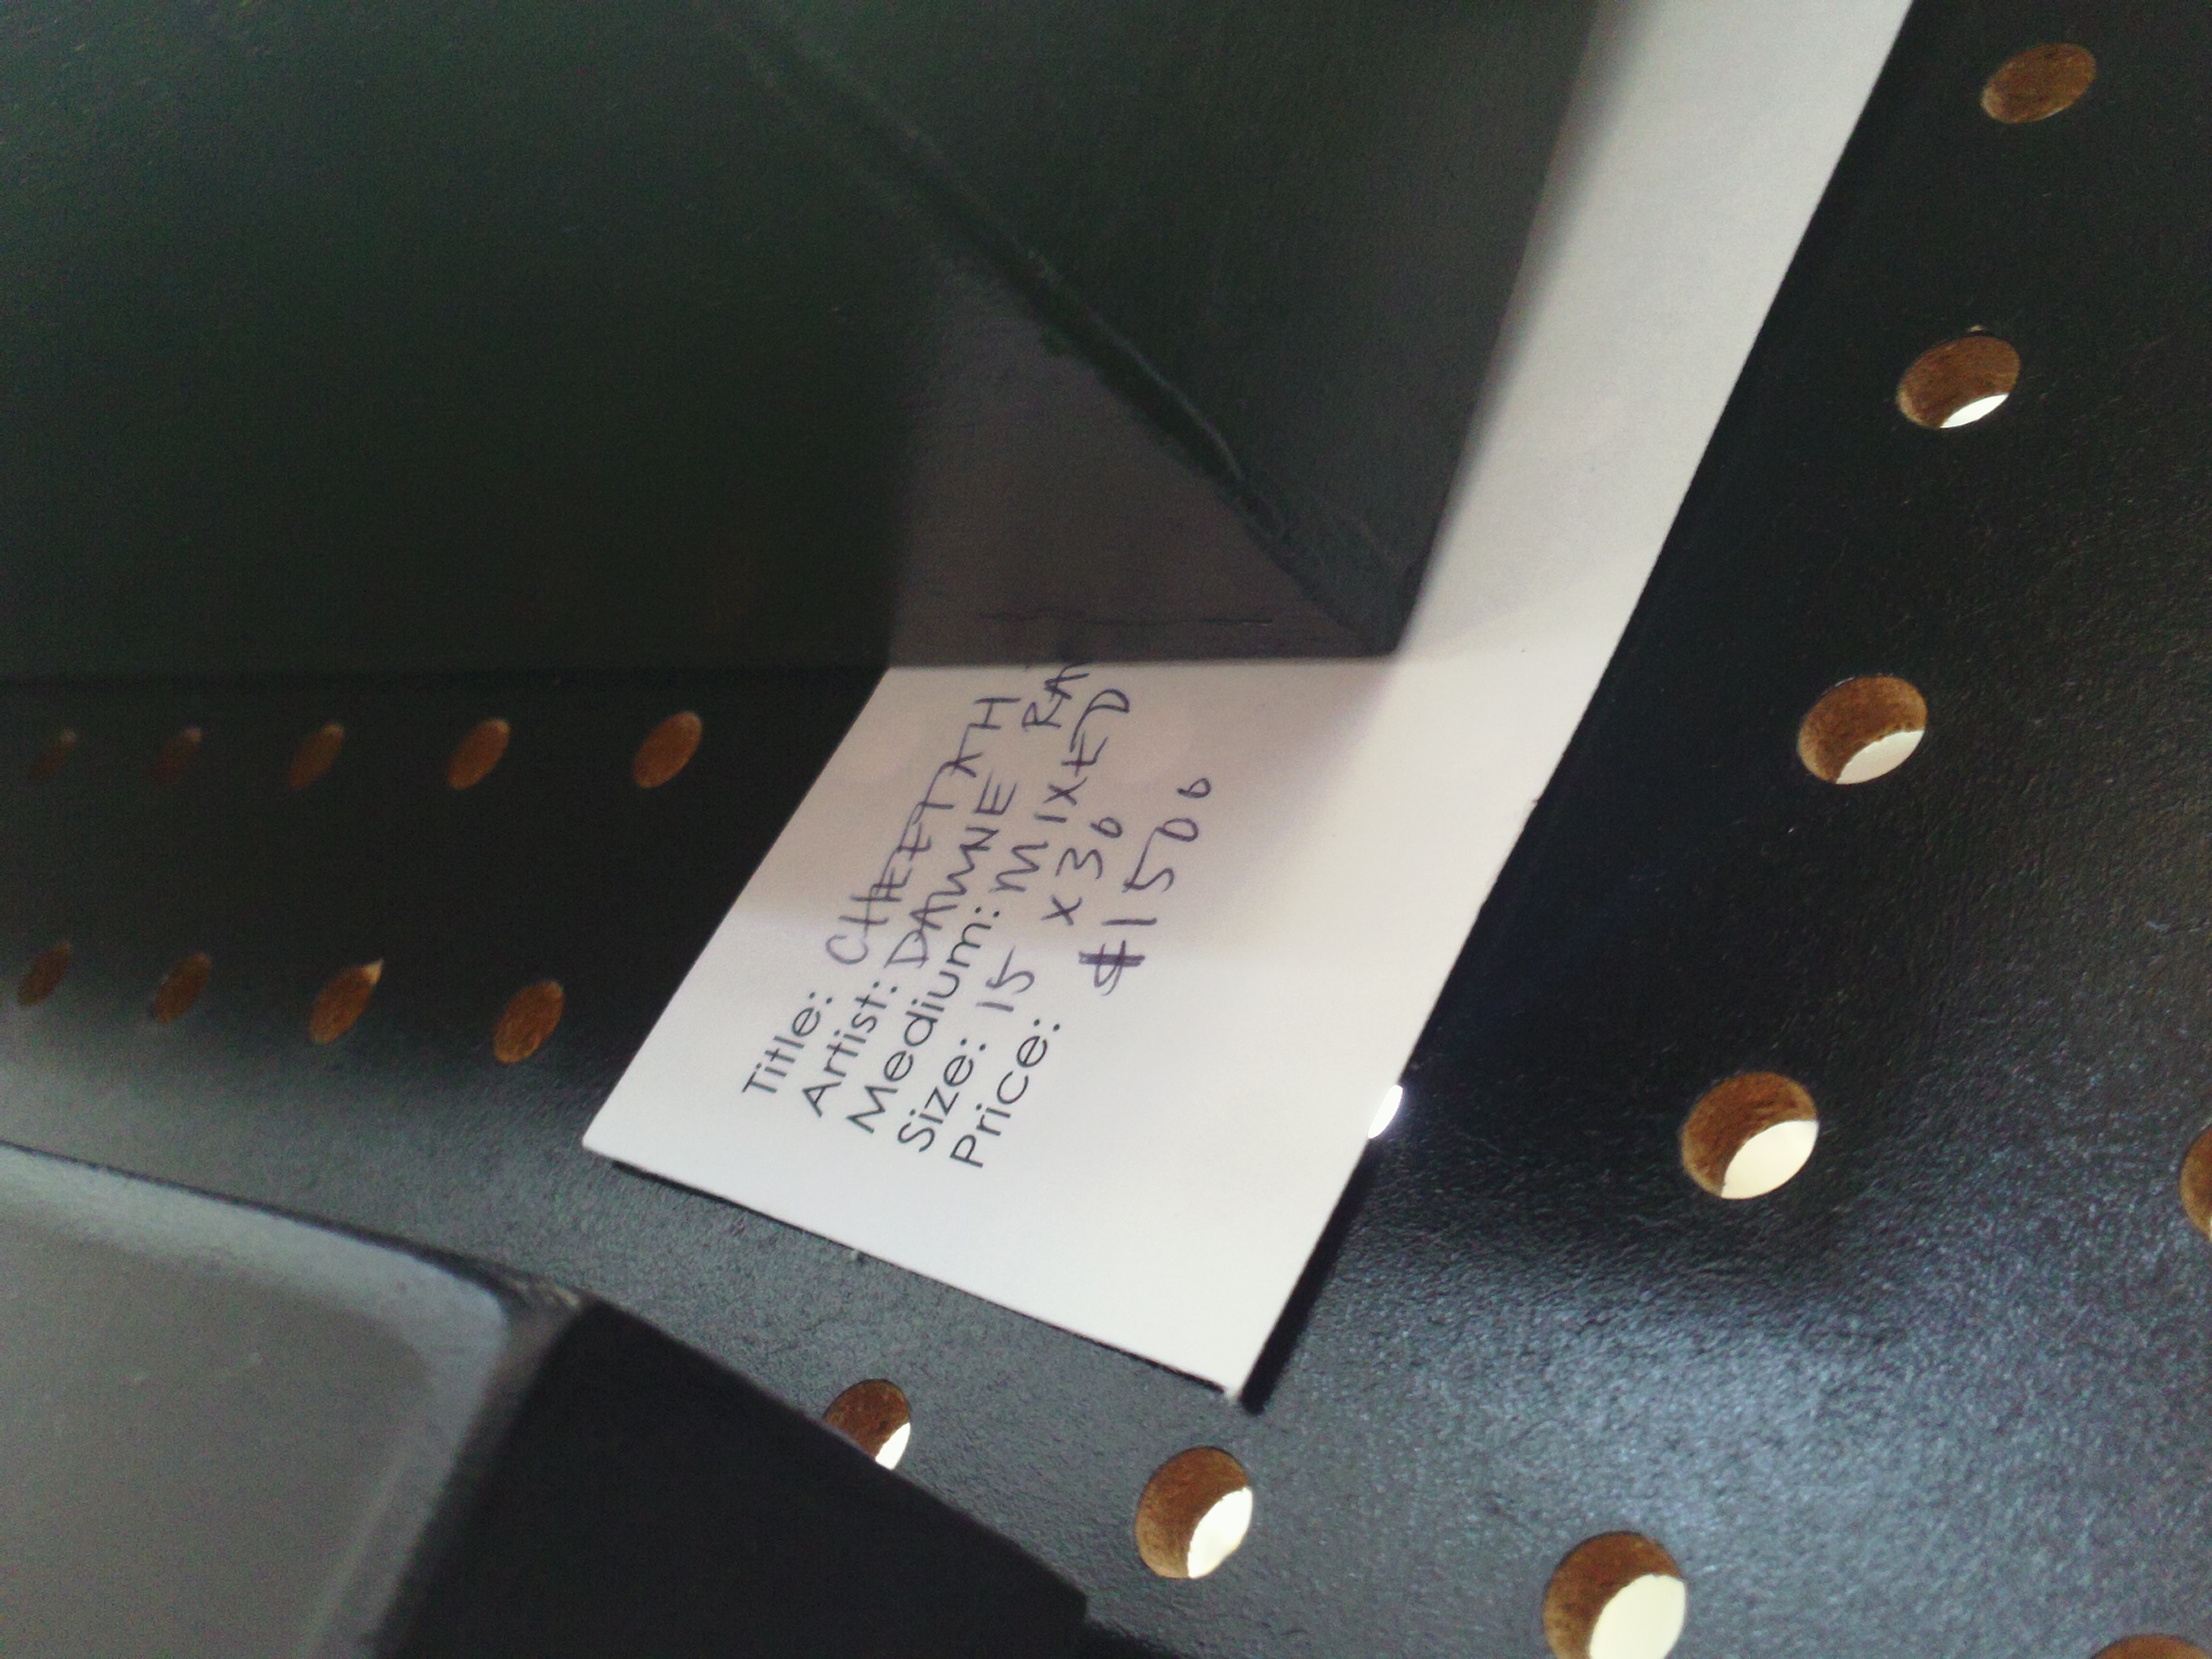 Title: CHEETAH
Artist: DAWNE
Medium: MIXED
Size: 15 x 30
Price: $1500